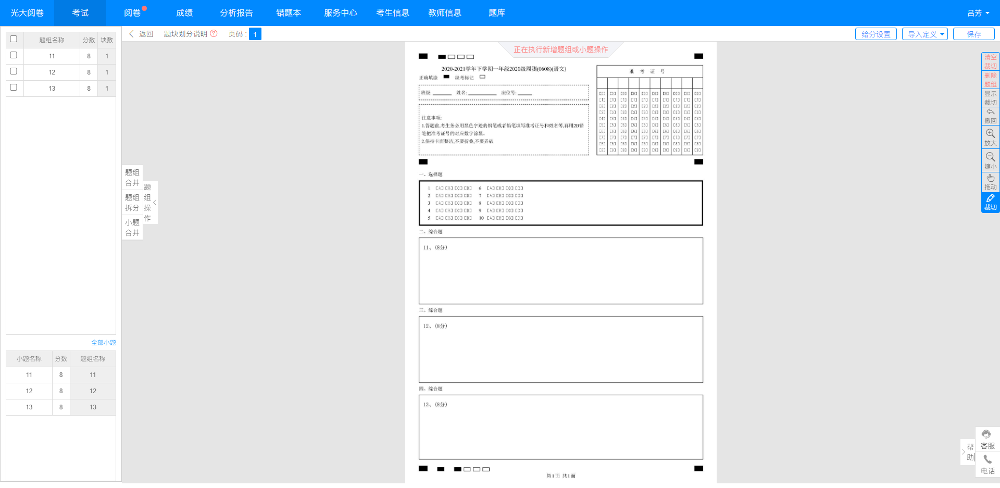 光大阅卷 考试 阅卷 成绩 分析报告 错题本 服务中心 考生信息 教师信息 题库 吕芳
返回 题块划分说明 页码： 1 给分设置 导入定义 保存
题组名称 分数 块数
11 8 1
12 8 1
13 8 1
全部小题
小题名称 分数 题组名称
11 8 11
12 8 12
13 8 13
题组合并
题组拆分
小题合并
题组操作
正在执行新增题组或小题操作
2020-2021学年下学期一年级2020级周测(0608)(语文)
正确填涂 缺考标记
班级: 姓名: 座位号:
注意事项:
1.答题前,考生务必用黑色字迹的钢笔或者铅笔填写准考证号和姓名等,再用2B铅
笔把准考证号的对应数字涂黑。
2.保持卡面整洁,不要折叠,不要弄破
准 考 证 号
[0] [0] [0] [0] [0] [0] [0] [0] [0] [0]
[1] [1] [1] [1] [1] [1] [1] [1] [1] [1]
[2] [2] [2] [2] [2] [2] [2] [2] [2] [2]
[3] [3] [3] [3] [3] [3] [3] [3] [3] [3]
[4] [4] [4] [4] [4] [4] [4] [4] [4] [4]
[5] [5] [5] [5] [5] [5] [5] [5] [5] [5]
[6] [6] [6] [6] [6] [6] [6] [6] [6] [6]
[7] [7] [7] [7] [7] [7] [7] [7] [7] [7]
[8] [8] [8] [8] [8] [8] [8] [8] [8] [8]
[9] [9] [9] [9] [9] [9] [9] [9] [9] [9]
一、选择题
1 [A] [B] [C] [D] 6 [A] [B] [C] [D]
2 [A] [B] [C] [D] 7 [A] [B] [C] [D]
3 [A] [B] [C] [D] 8 [A] [B] [C] [D]
4 [A] [B] [C] [D] 9 [A] [B] [C] [D]
5 [A] [B] [C] [D] 10 [A] [B] [C] [D]
二、综合题
11、(8分)
三、综合题
12、(8分)
四、综合题
13、(8分)
第1页 共1面
清空
裁切
删除
题组
显示
裁切
撤回
放大
缩小
拖动
裁切
帮助
客服
电话